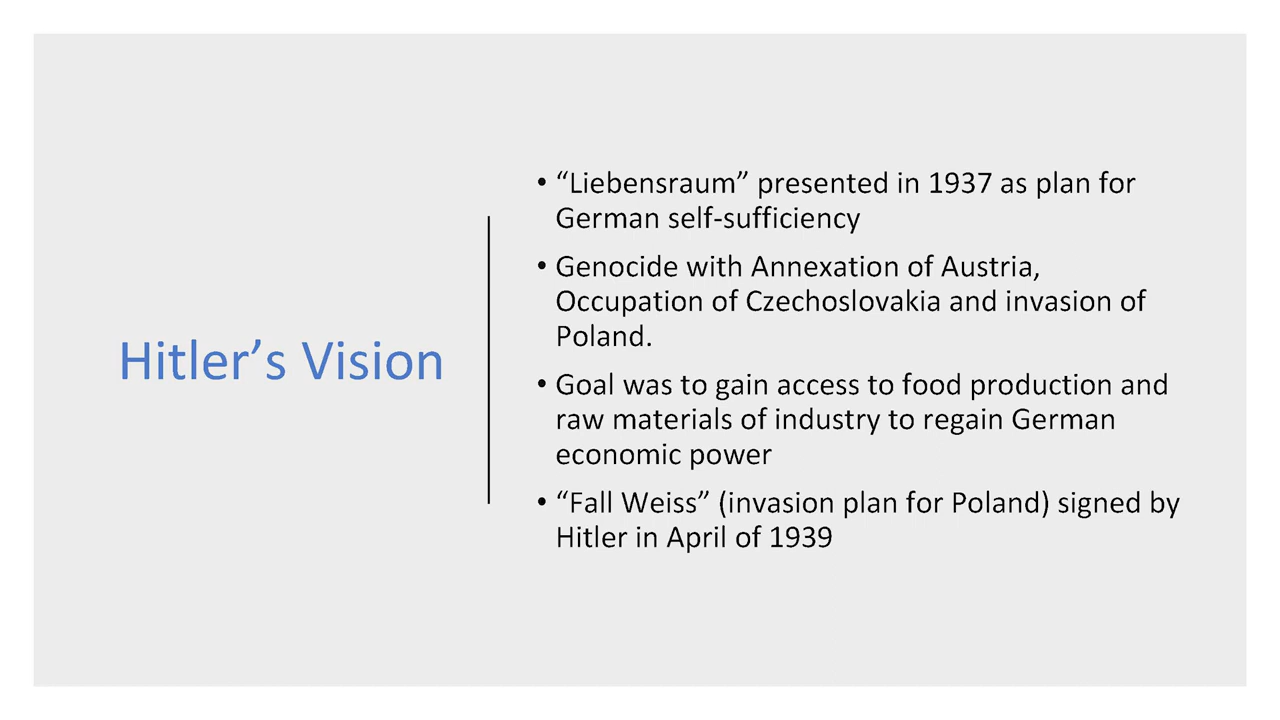 Hitler’s Vision
• “Liebensraum” presented in 1937 as plan for
German self-sufficiency
• Genocide with Annexation of Austria,
Occupation of Czechoslovakia and invasion of
Poland.
• Goal was to gain access to food production and
raw materials of industry to regain German
economic power
• “Fall Weiss” (invasion plan for Poland) signed by
Hitler in April of 1939